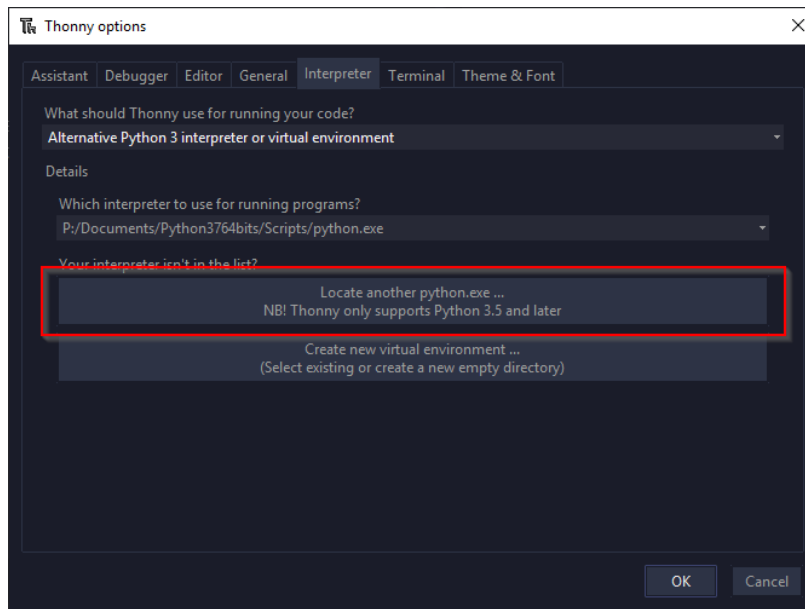 Thonny options
Assistant Debugger Editor General Interpreter Terminal Theme & Font
What should Thonny use for running your code?
Alternative Python 3 interpreter or virtual environment
Details
Which interpreter to use for running programs?
P:/Documents/Python3764bits/Scripts/python.exe
Your interpreter isn't in the list?
Locate another python.exe ...
NB! Thonny only supports Python 3.5 and later
Create new virtual environment ...
(Select existing or create a new empty directory)
OK Cancel